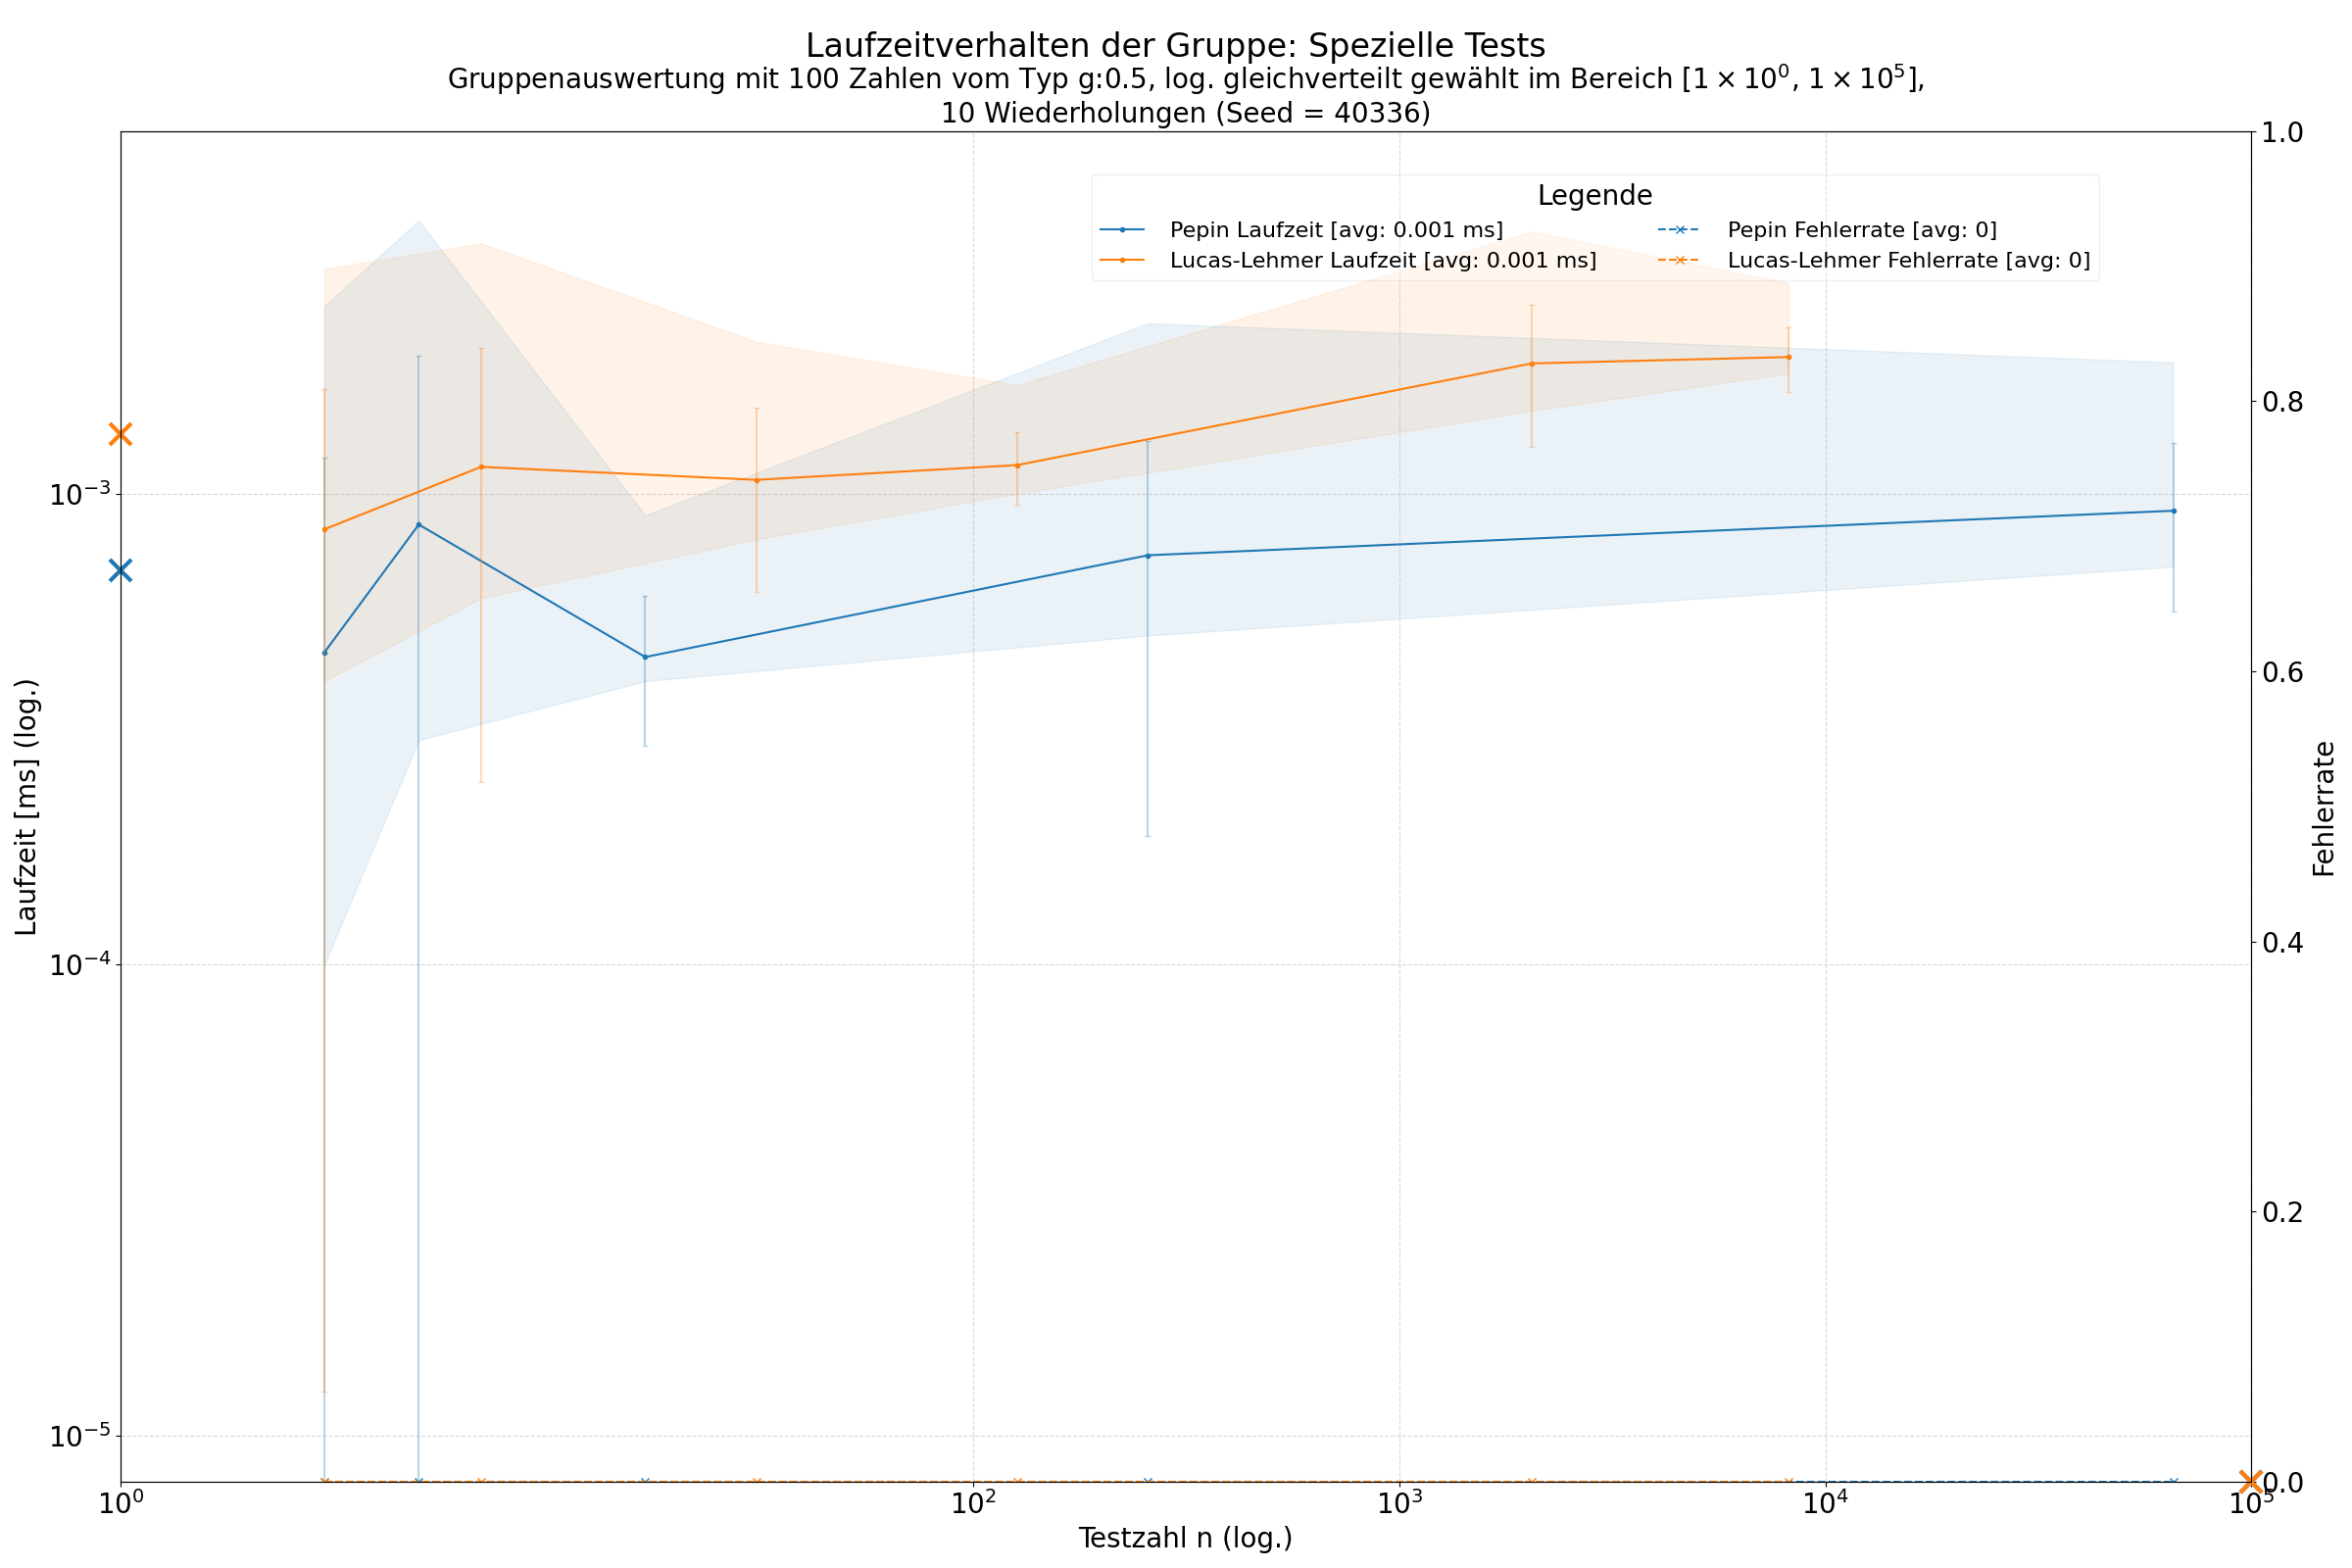 Laufzeitverhalten der Gruppe: Spezielle Tests
Gruppenauswertung mit 100 Zahlen vom Typ g:0.5, log. gleichverteilt gewählt im Bereich [1 × 10⁰, 1 × 10⁵],
10 Wiederholungen (Seed = 40336)
Legende
Pepin Laufzeit [avg: 0.001 ms]
Lucas-Lehmer Laufzeit [avg: 0.001 ms]
Pepin Fehlerrate [avg: 0]
Lucas-Lehmer Fehlerrate [avg: 0]
Laufzeit [ms] (log.)
10⁻³
10⁻⁴
10⁻⁵
1.0
0.8
0.6
0.4
0.2
0.0
Fehlerrate
10⁰
10²
10³
10⁴
10⁵
Testzahl n (log.)